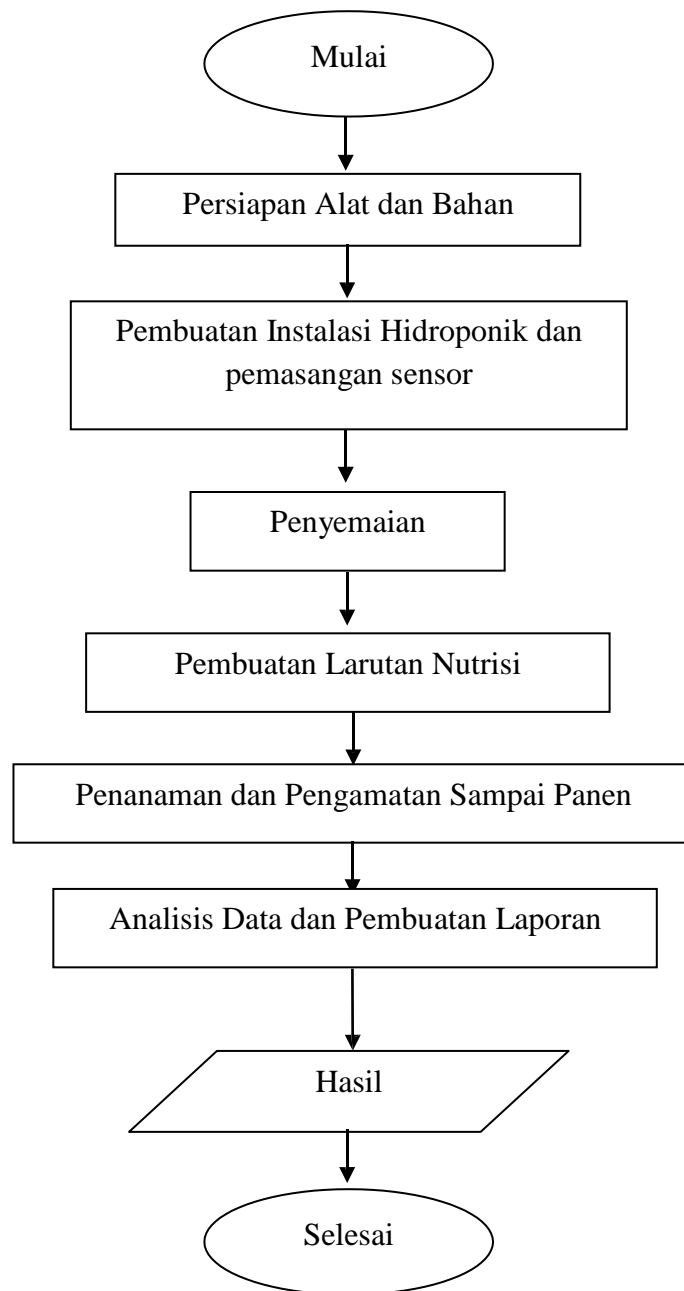 Mulai
Persiapan Alat dan Bahan
Pembuatan Instalasi Hidroponik dan
pemasangan sensor
Penyemaian
Pembuatan Larutan Nutrisi
Penanaman dan Pengamatan Sampai Panen
Analisis Data dan Pembuatan Laporan
Hasil
Selesai